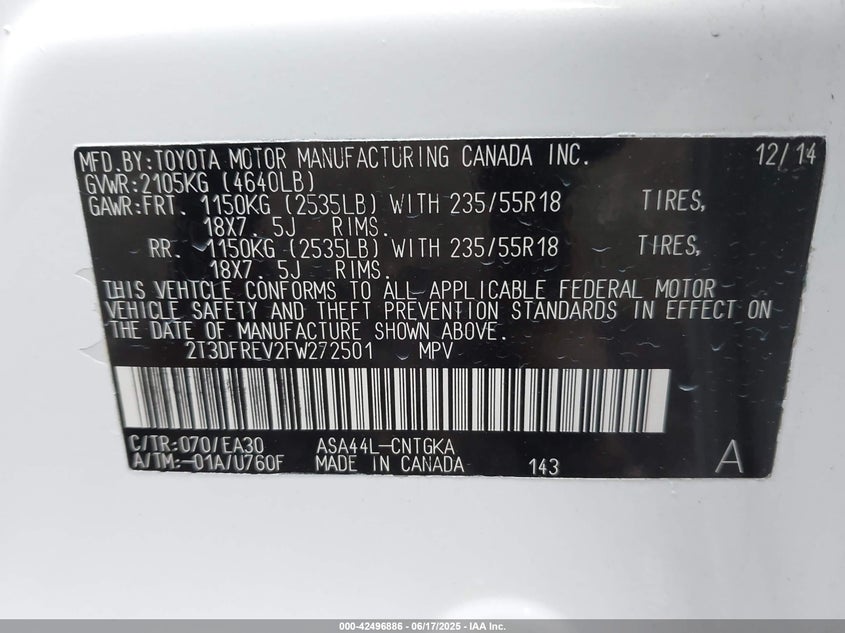 MFD.BY:TOYOTA MOTOR MANUFACTURING CANADA INC. 12/14
GVWR:2105KG (4640LB)
GAWR:FRT. 1150KG (2535LB) WITH 235/55R18 TIRES,
18X7. 5J RIMS.
RR. 1150KG (2535LB) WITH 235/55R18 TIRES,
18X7. 5J RIMS.
THIS VEHICLE CONFORMS TO ALL APPLICABLE FEDERAL MOTOR
VEHICLE SAFETY AND THEFT PREVENTION STANDARDS IN EFFECT ON
THE DATE OF MANUFACTURE SHOWN ABOVE.
2T3DFREV2FW272501 MPV
C/TR:070/EA30 ASA44L-CNTGKA
A/TM:-01A/U760F MADE IN CANADA 143 A
000-42496886 - 06/17/2025 - IAA Inc.